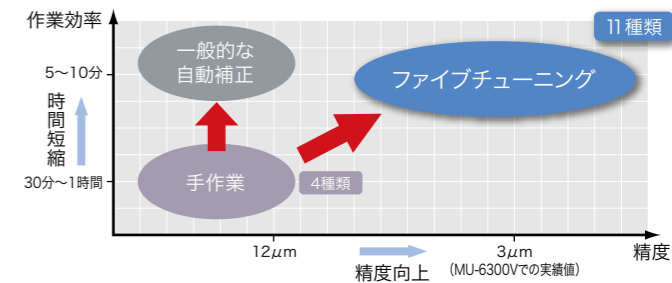 作業効率
11種類
一般的な
自動補正
5〜10分
ファイブチューニング
時間短縮
手作業
4種類
30分〜1時間
12μm
3μm
精度
精度向上
(MU-6300Vでの実績値)